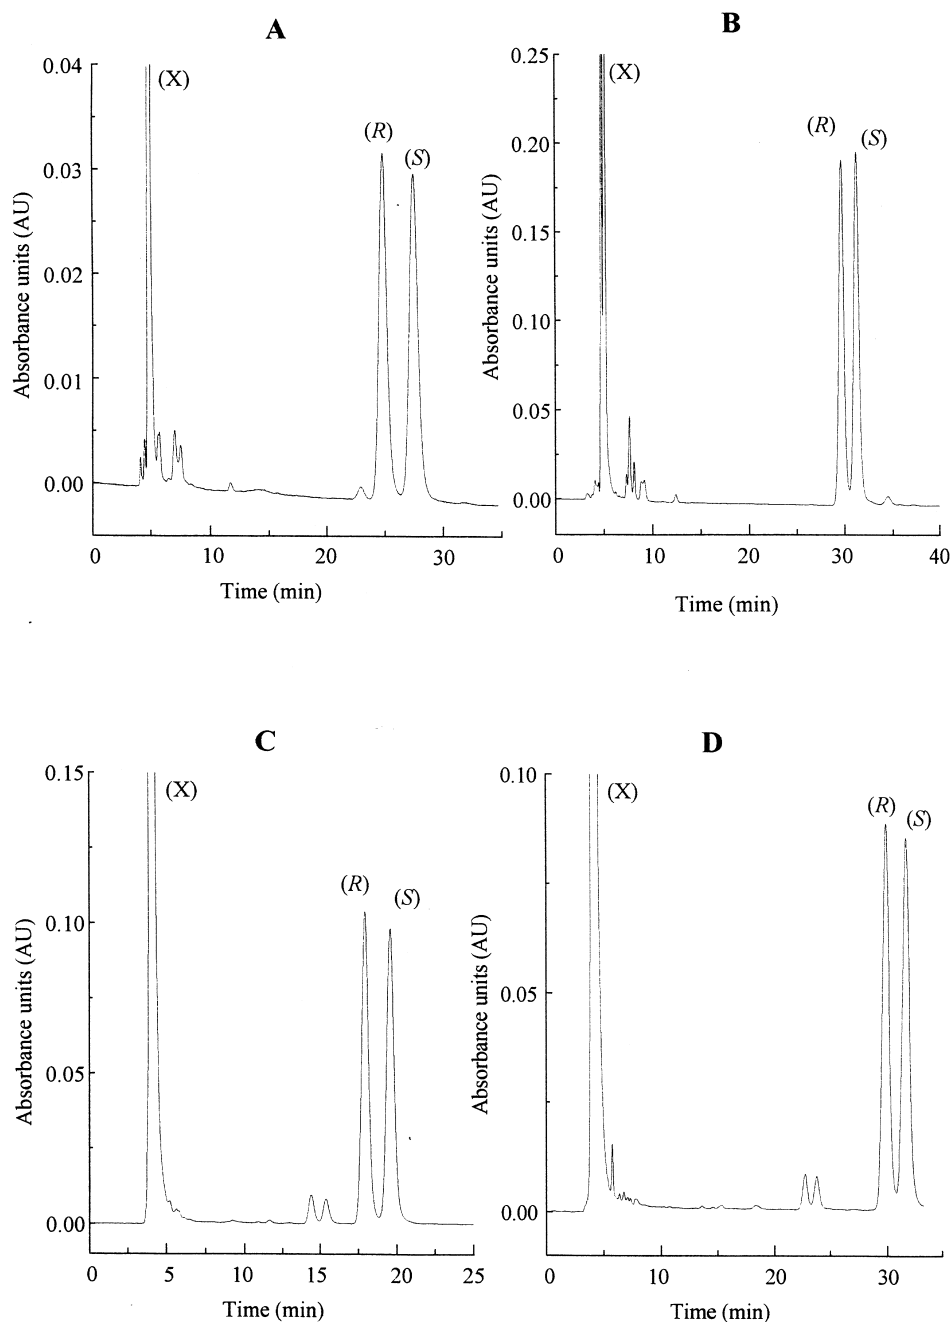 A
0.04
(X)
(R)
(S)
0.03
0.02
0.01
0.00
Absorbance units (AU)
0 10 20 30
Time (min)
B
0.25
(X)
0.20
(R)
(S)
0.15
0.10
0.05
0.00
Absorbance units (AU)
0 10 20 30 40
Time (min)
C
0.15
(X)
(R)
(S)
0.10
0.05
0.00
Absorbance units (AU)
0 5 10 15 20 25
Time (min)
D
0.10
(X)
(R)
(S)
0.05
0.00
Absorbance units (AU)
0 10 20 30
Time (min)